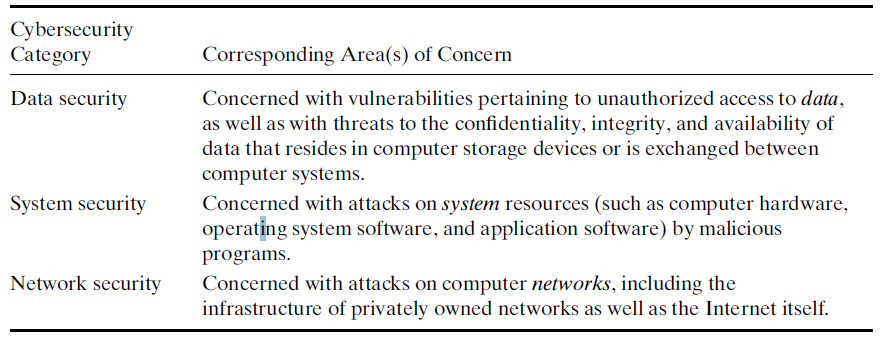 Cybersecurity
Category Corresponding Area(s) of Concern
Data security Concerned with vulnerabilities pertaining to unauthorized access to data,
as well as with threats to the confidentiality, integrity, and availability of
data that resides in computer storage devices or is exchanged between
computer systems.
System security Concerned with attacks on system resources (such as computer hardware,
operating system software, and application software) by malicious
programs.
Network security Concerned with attacks on computer networks, including the
infrastructure of privately owned networks as well as the Internet itself.